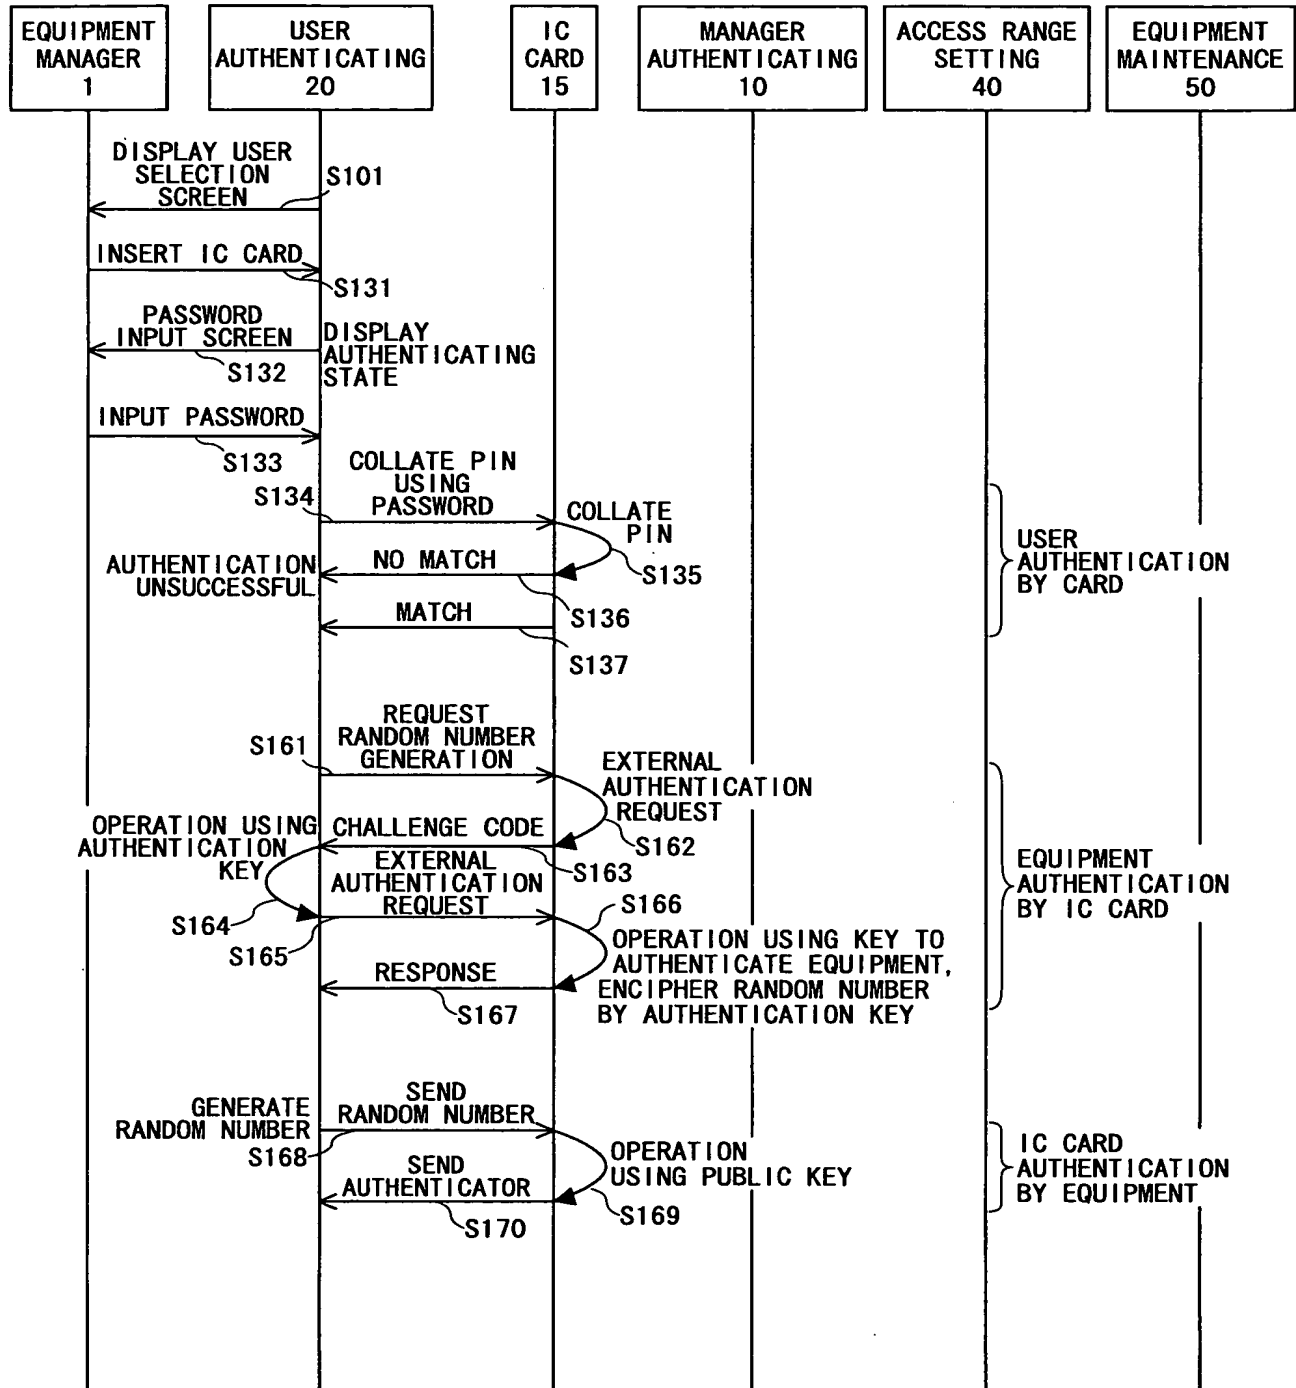 EQUIPMENT
MANAGER
1
USER
AUTHENTICATING
20
IC
CARD
15
MANAGER
AUTHENTICATING
10
ACCESS RANGE
SETTING
40
EQUIPMENT
MAINTENANCE
50
DISPLAY USER
SELECTION
SCREEN
S101
INSERT IC CARD
S131
PASSWORD
INPUT SCREEN
S132
DISPLAY
AUTHENTICATING
STATE
INPUT PASSWORD
S133
COLLATE PIN
USING
PASSWORD
S134
COLLATE
PIN
S135
NO MATCH
AUTHENTICATION
UNSUCCESSFUL
S136
MATCH
S137
USER
AUTHENTICATION
BY CARD
REQUEST
RANDOM NUMBER
GENERATION
S161
EXTERNAL
AUTHENTICATION
REQUEST
S162
OPERATION USING
AUTHENTICATION
KEY
CHALLENGE CODE
S163
EXTERNAL
AUTHENTICATION
REQUEST
S164
S165
S166
OPERATION USING KEY TO
AUTHENTICATE EQUIPMENT,
ENCIPHER RANDOM NUMBER
BY AUTHENTICATION KEY
RESPONSE
S167
EQUIPMENT
AUTHENTICATION
BY IC CARD
GENERATE
RANDOM NUMBER
SEND
RANDOM NUMBER
S168
OPERATION
USING PUBLIC KEY
S169
SEND
AUTHENTICATOR
S170
IC CARD
AUTHENTICATION
BY EQUIPMENT